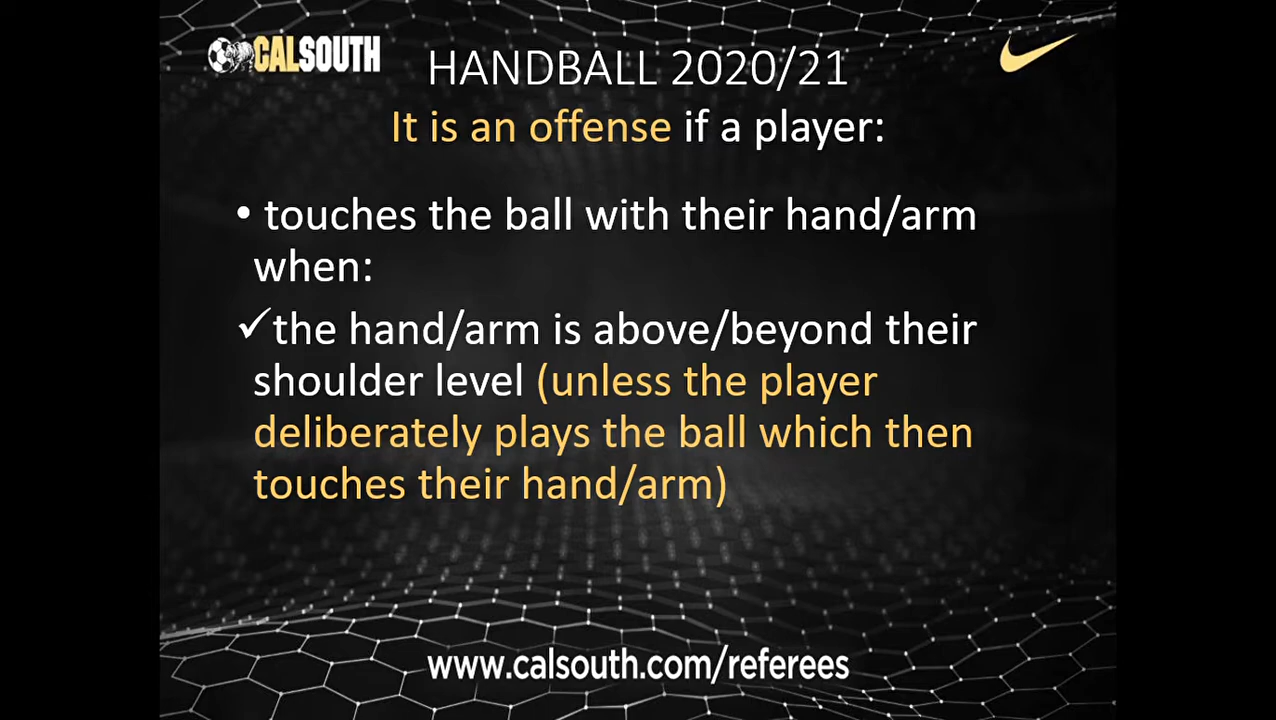 CALSOUTH
HANDBALL 2020/21
It is an offense if a player:
• touches the ball with their hand/arm
when:
✓the hand/arm is above/beyond their
shoulder level (unless the player
deliberately plays the ball which then
touches their hand/arm)
www.calsouth.com/referees